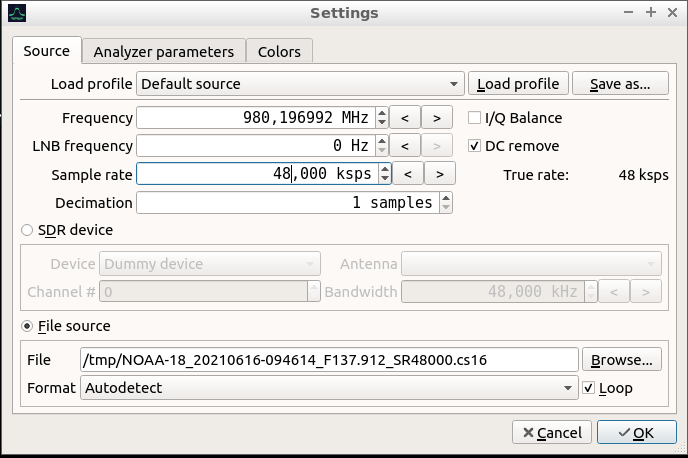 Settings
Source Analyzer parameters Colors
Load profile Default source Load profile Save as...
Frequency 980,196992 MHz < > I/Q Balance
LNB frequency 0 Hz < > DC remove
Sample rate 48,000 ksps < > True rate: 48 ksps
Decimation 1 samples
SDR device
Device Dummy device Antenna
Channel # 0 Bandwidth 48,000 kHz < >
File source
File /tmp/NOAA-18_20210616-094614_F137.912_SR48000.cs16 Browse...
Format Autodetect Loop
Cancel OK